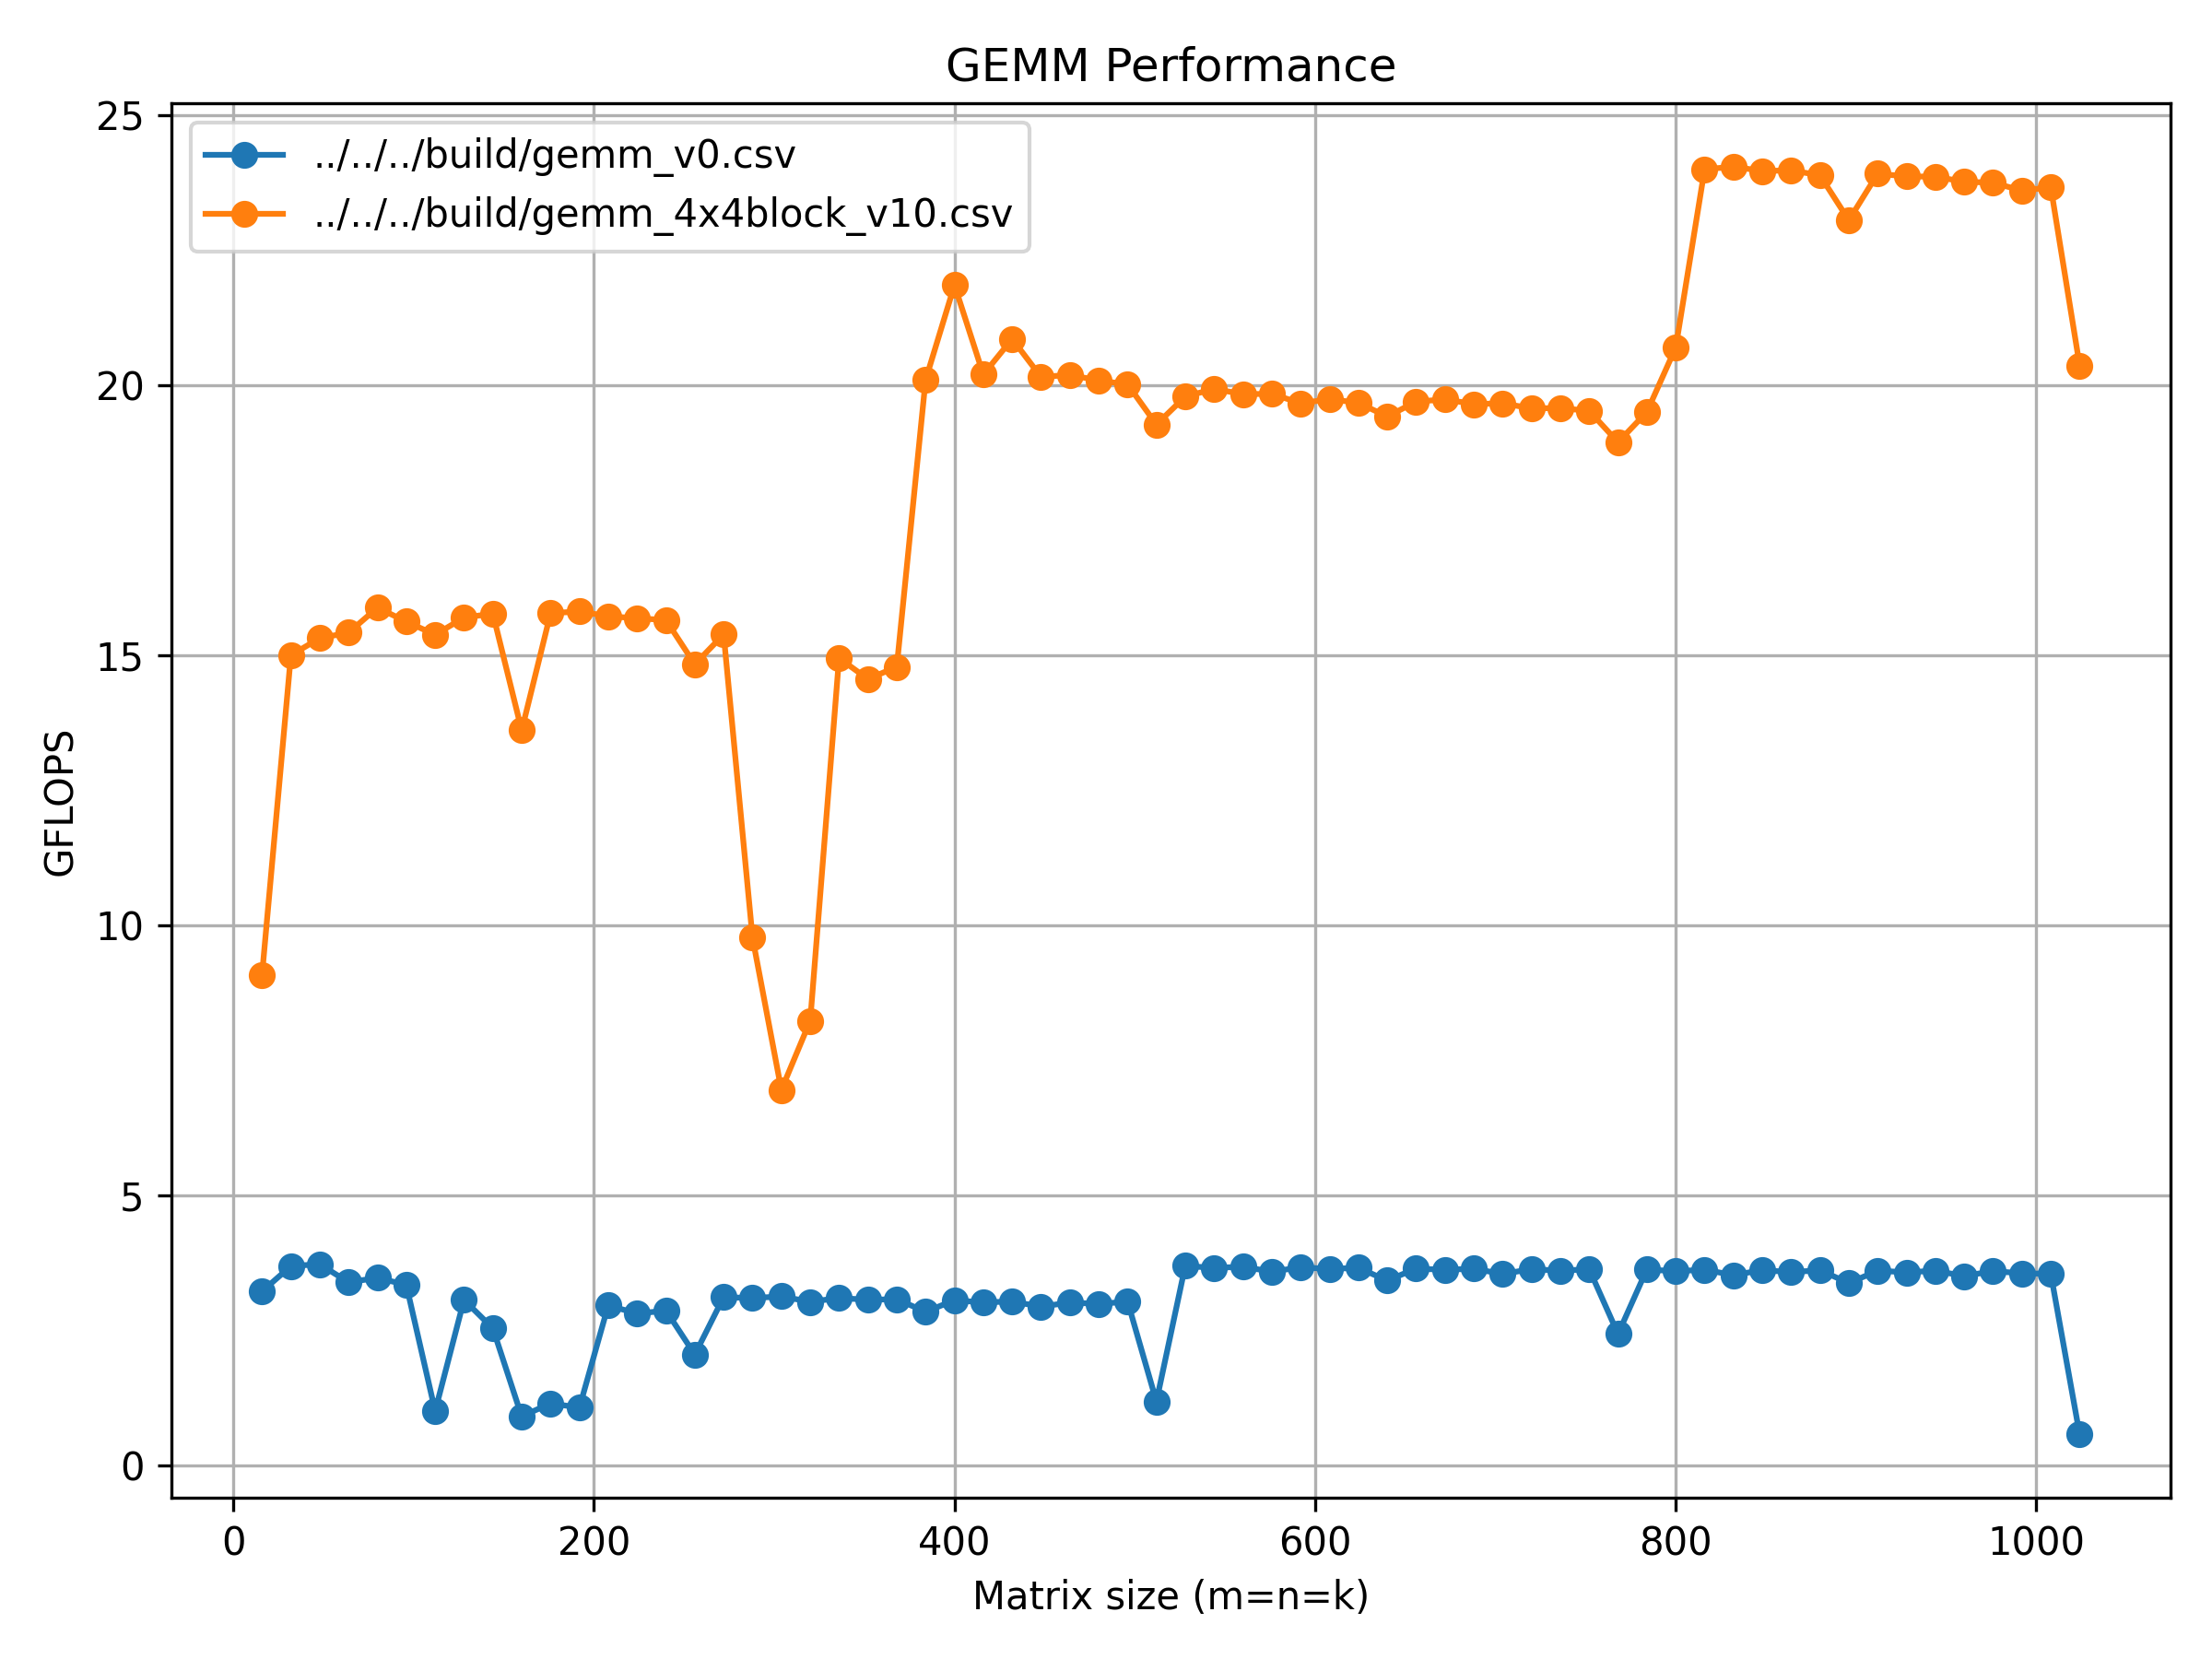 GEMM Performance
../../../build/gemm_v0.csv
../../../build/gemm_4x4block_v10.csv
25
20
15
10
5
0
GFLOPS
0 200 400 600 800 1000
Matrix size (m=n=k)